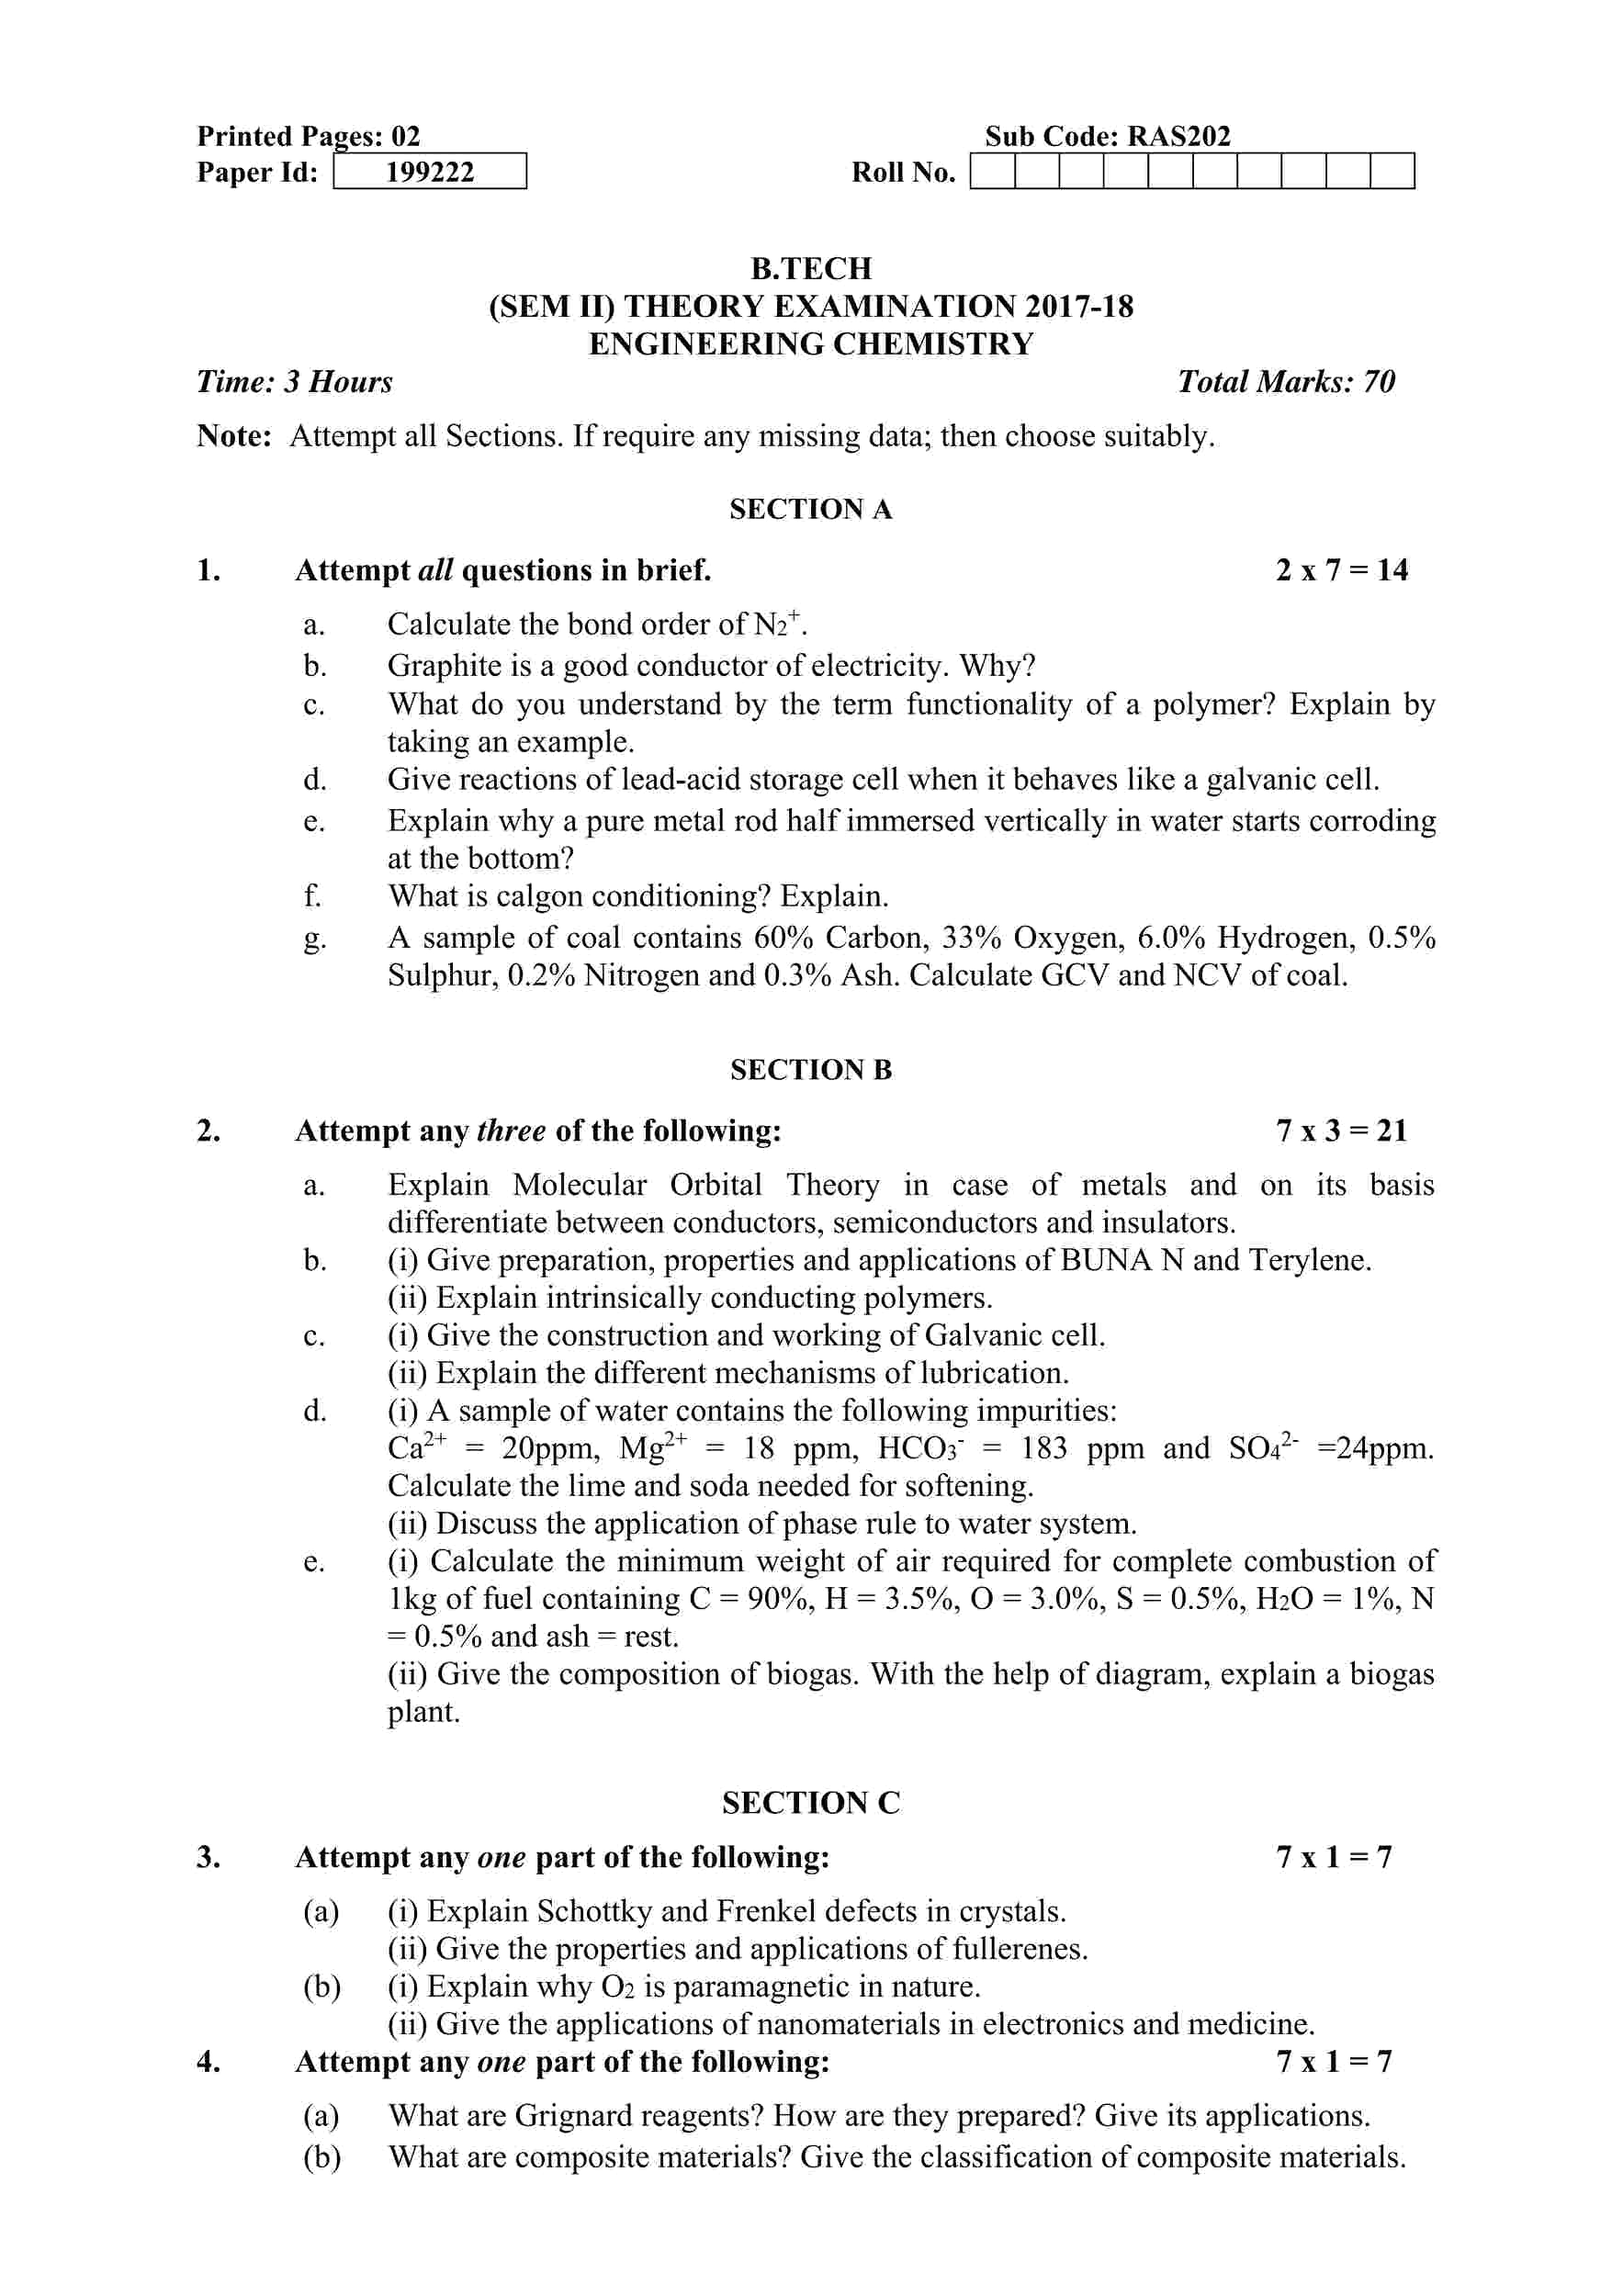 Printed Pages: 02 Sub Code: RAS202
Paper Id: 199222 Roll No.
B.TECH
(SEM II) THEORY EXAMINATION 2017-18
ENGINEERING CHEMISTRY
Time: 3 Hours Total Marks: 70
Note: Attempt all Sections. If require any missing data; then choose suitably.
SECTION A
1. Attempt all questions in brief. 2 x 7 = 14
a. Calculate the bond order of N₂⁺.
b. Graphite is a good conductor of electricity. Why?
c. What do you understand by the term functionality of a polymer? Explain by
taking an example.
d. Give reactions of lead-acid storage cell when it behaves like a galvanic cell.
e. Explain why a pure metal rod half immersed vertically in water starts corroding
at the bottom?
f. What is calgon conditioning? Explain.
g. A sample of coal contains 60% Carbon, 33% Oxygen, 6.0% Hydrogen, 0.5%
Sulphur, 0.2% Nitrogen and 0.3% Ash. Calculate GCV and NCV of coal.
SECTION B
2. Attempt any three of the following: 7 x 3 = 21
a. Explain Molecular Orbital Theory in case of metals and on its basis
differentiate between conductors, semiconductors and insulators.
b. (i) Give preparation, properties and applications of BUNA N and Terylene.
(ii) Explain intrinsically conducting polymers.
c. (i) Give the construction and working of Galvanic cell.
(ii) Explain the different mechanisms of lubrication.
d. (i) A sample of water contains the following impurities:
Ca²⁺ = 20ppm, Mg²⁺ = 18 ppm, HCO₃⁻ = 183 ppm and SO₄²⁻ =24ppm.
Calculate the lime and soda needed for softening.
(ii) Discuss the application of phase rule to water system.
e. (i) Calculate the minimum weight of air required for complete combustion of
1kg of fuel containing C = 90%, H = 3.5%, O = 3.0%, S = 0.5%, H₂O = 1%, N
= 0.5% and ash = rest.
(ii) Give the composition of biogas. With the help of diagram, explain a biogas
plant.
SECTION C
3. Attempt any one part of the following: 7 x 1 = 7
(a) (i) Explain Schottky and Frenkel defects in crystals.
(ii) Give the properties and applications of fullerenes.
(b) (i) Explain why O₂ is paramagnetic in nature.
(ii) Give the applications of nanomaterials in electronics and medicine.
4. Attempt any one part of the following: 7 x 1 = 7
(a) What are Grignard reagents? How are they prepared? Give its applications.
(b) What are composite materials? Give the classification of composite materials.